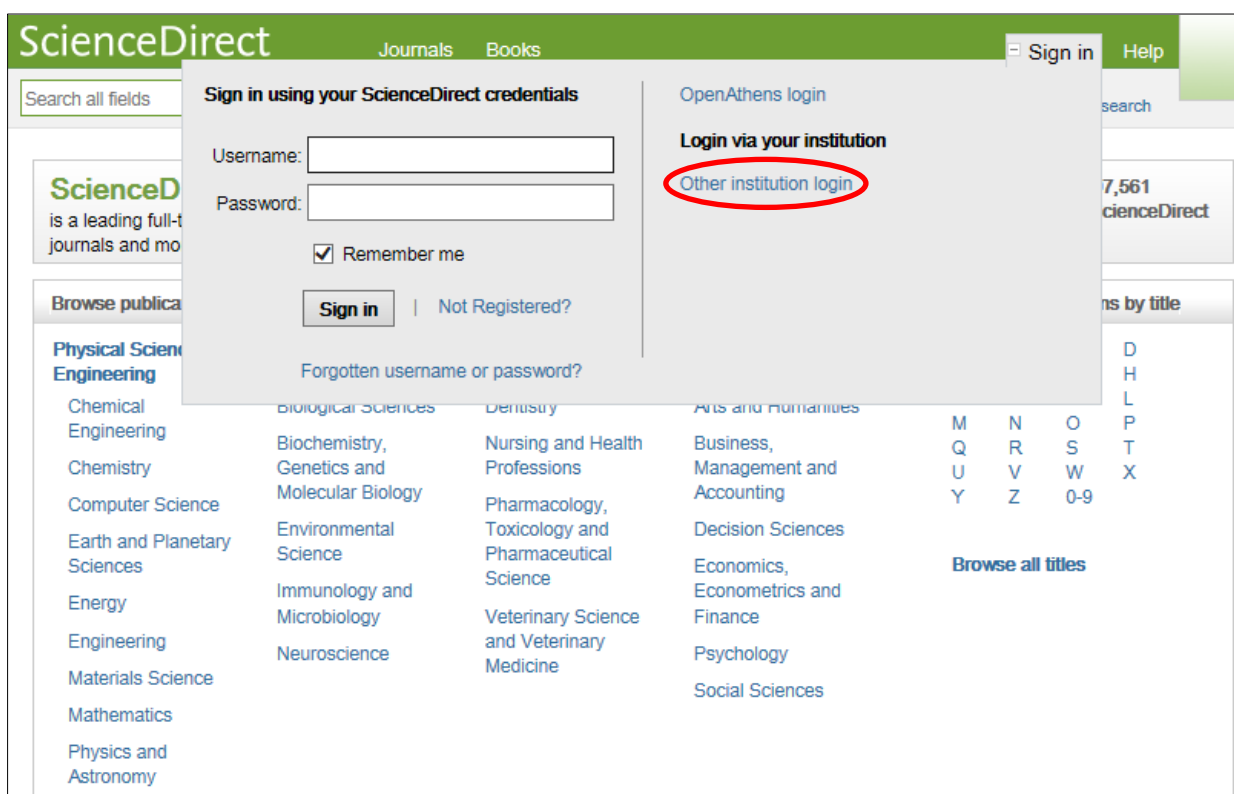 ScienceDirect
Journals Books
Sign in
Help
Search all fields
search
Sign in using your ScienceDirect credentials
Username:
Password:
Remember me
Sign in | Not Registered?
Forgotten username or password?
OpenAthens login
Login via your institution
Other institution login
ScienceD
is a leading full-t
journals and mo
7,561
cienceDirect
Browse publica
ns by title
Physical Scien
Engineering
Chemical
Engineering
Chemistry
Computer Science
Earth and Planetary
Sciences
Energy
Engineering
Materials Science
Mathematics
Physics and
Astronomy
Biological Sciences
Biochemistry,
Genetics and
Molecular Biology
Environmental
Science
Immunology and
Microbiology
Neuroscience
Dentistry
Nursing and Health
Professions
Pharmacology,
Toxicology and
Pharmaceutical
Science
Veterinary Science
and Veterinary
Medicine
Arts and Humanities
Business,
Management and
Accounting
Decision Sciences
Economics,
Econometrics and
Finance
Psychology
Social Sciences
D
H
L
M N O P
Q R S T
U V W X
Y Z 0-9
Browse all titles